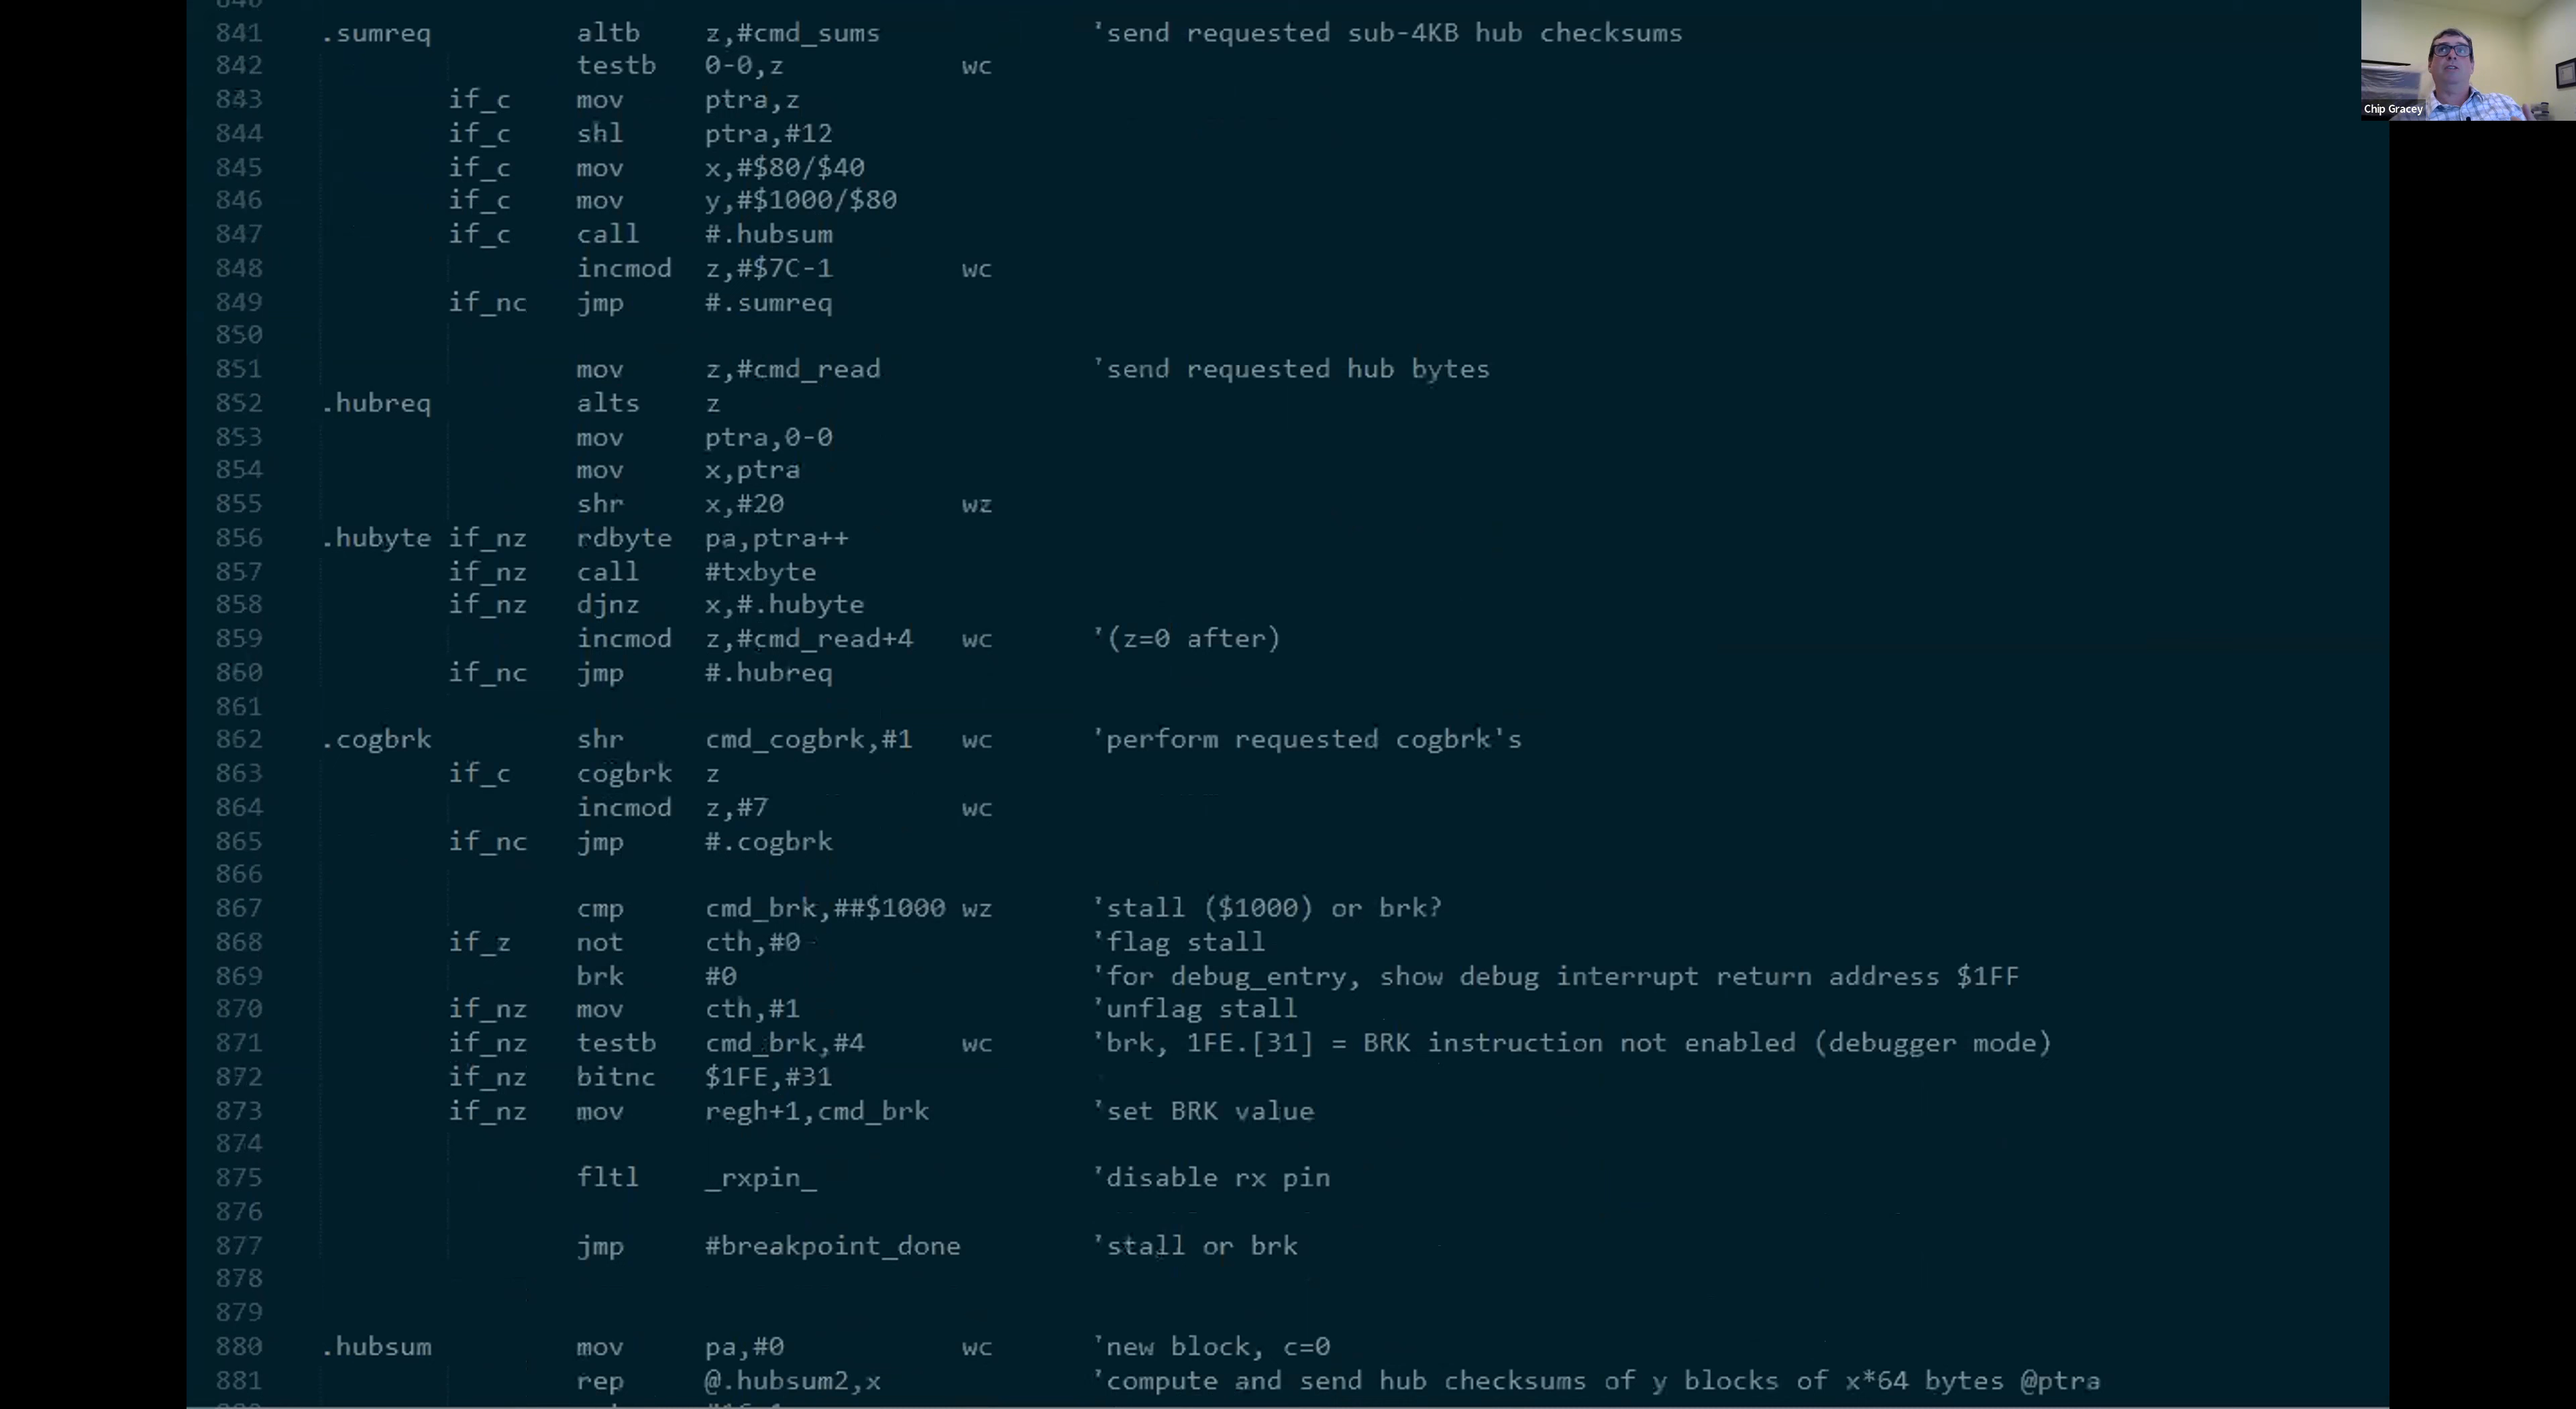 841 .sumreq altb z,#cmd_sums 'send requested sub-4KB hub checksums
842 testb 0-0,z wc
843 if_c mov ptra,z
844 if_c shl ptra,#12
845 if_c mov x,#$80/$40
846 if_c mov y,#$1000/$80
847 if_c call #.hubsum
848 incmod z,#$7C-1 wc
849 if_nc jmp #.sumreq
850
851 mov z,#cmd_read 'send requested hub bytes
852 .hubreq alts z
853 mov ptra,0-0
854 mov x,ptra
855 shr x,#20 wz
856 .hubyte if_nz rdbyte pa,ptra++
857 if_nz call #txbyte
858 if_nz djnz x,#.hubyte
859 incmod z,#cmd_read+4 wc '(z=0 after)
860 if_nc jmp #.hubreq
861
862 .cogbrk shr cmd_cogbrk,#1 wc 'perform requested cogbrk's
863 if_c cogbrk z
864 incmod z,#7 wc
865 if_nc jmp #.cogbrk
866
867 cmp cmd_brk,##$1000 wz 'stall ($1000) or brk?
868 if_z not cth,#0 'flag stall
869 brk #0 'for debug_entry, show debug interrupt return address $1FF
870 if_nz mov cth,#1 'unflag stall
871 if_nz testb cmd_brk,#4 wc 'brk, 1FE.[31] = BRK instruction not enabled (debugger mode)
872 if_nz bitnc $1FE,#31
873 if_nz mov regh+1,cmd_brk 'set BRK value
874
875 fltl _rxpin_ 'disable rx pin
876
877 jmp #breakpoint_done 'stall or brk
878
879
880 .hubsum mov pa,#0 wc 'new block, c=0
881 rep @.hubsum2,x 'compute and send hub checksums of y blocks of x*64 bytes @ptra
Chip Gracey